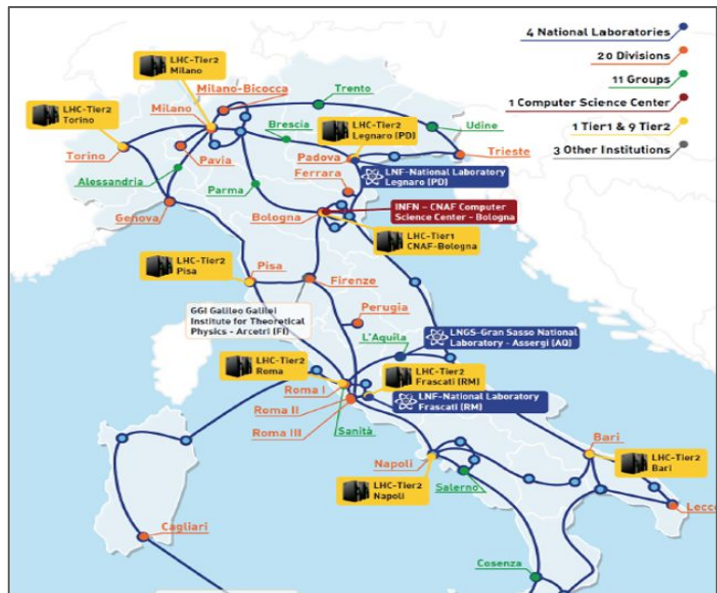 4 National Laboratories
20 Divisions
11 Groups
1 Computer Science Center
1 Tier1 & 9 Tier2
3 Other Institutions
LHC-Tier2
Milano
Milano-Bicocca
Trento
LHC-Tier2
Torino
Milano
Brescia
LHC-Tier2
Legnaro (PD)
Udine
Torino
Pavia
Padova
Trieste
Alessandria
Parma
Ferrara
LNF-National Laboratory
Legnaro (PD)
Genova
Bologna
INFN - CNAF Computer
Science Center - Bologna
LHC-Tier1
CNAF-Bologna
LHC-Tier2
Pisa
Pisa
Firenze
GGI Galileo Galilei
Institute for Theoretical
Physics - Arcetri (FI)
Perugia
L'Aquila
LNGS-Gran Sasso National
Laboratory - Assergi (AQ)
LHC-Tier2
Roma
LHC-Tier2
Frascati (RM)
Roma I
LNF-National Laboratory
Frascati (RM)
Roma II
Roma III
Sanità
Bari
LHC-Tier2
Bari
Napoli
LHC-Tier2
Napoli
Salerno
Lecce
Cagliari
Cosenza